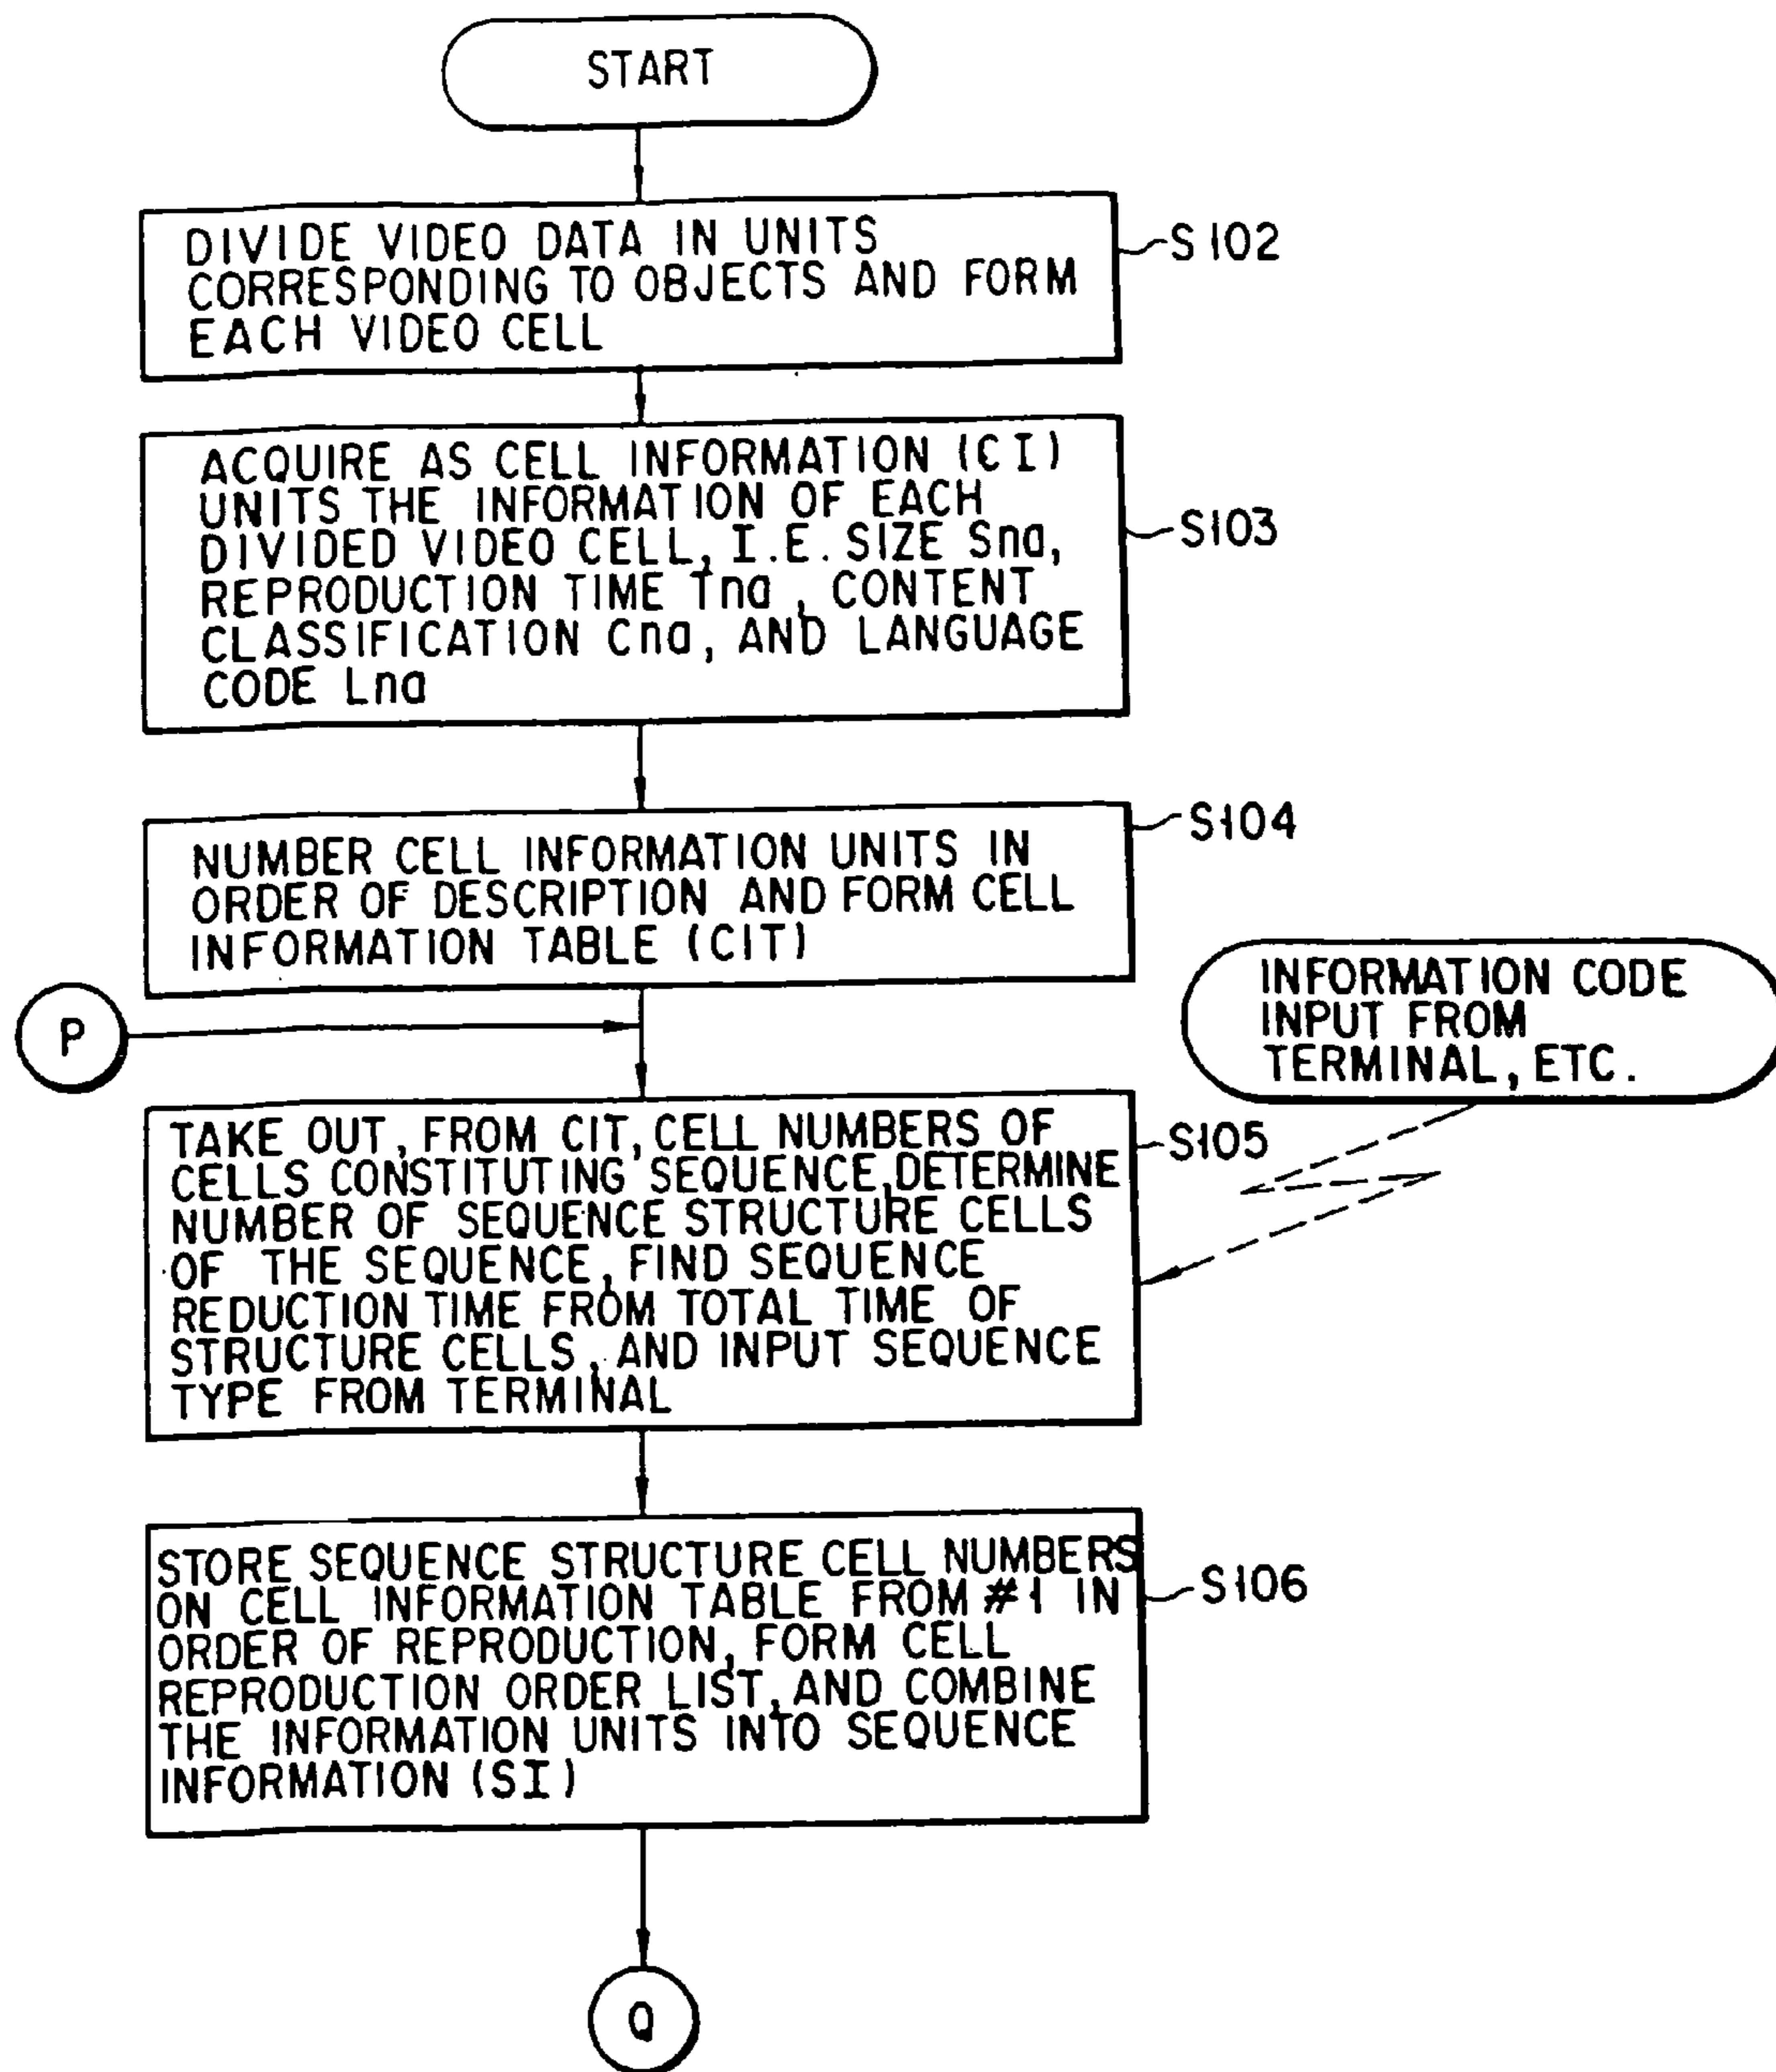 START
DIVIDE VIDEO DATA IN UNITS
CORRESPONDING TO OBJECTS AND FORM
EACH VIDEO CELL
S102
ACQUIRE AS CELL INFORMATION (CI)
UNITS THE INFORMATION OF EACH
DIVIDED VIDEO CELL, I.E. SIZE Sna,
REPRODUCTION TIME Tna, CONTENT
CLASSIFICATION Cna, AND LANGUAGE
CODE Lna
S103
NUMBER CELL INFORMATION UNITS IN
ORDER OF DESCRIPTION AND FORM CELL
INFORMATION TABLE (CIT)
S104
P
INFORMATION CODE
INPUT FROM
TERMINAL, ETC.
TAKE OUT, FROM CIT, CELL NUMBERS OF
CELLS CONSTITUTING SEQUENCE, DETERMINE
NUMBER OF SEQUENCE STRUCTURE CELLS
OF THE SEQUENCE, FIND SEQUENCE
REDUCTION TIME FROM TOTAL TIME OF
STRUCTURE CELLS, AND INPUT SEQUENCE
TYPE FROM TERMINAL
S105
STORE SEQUENCE STRUCTURE CELL NUMBERS
ON CELL INFORMATION TABLE FROM #1 IN
ORDER OF REPRODUCTION, FORM CELL
REPRODUCTION ORDER LIST, AND COMBINE
THE INFORMATION UNITS INTO SEQUENCE
INFORMATION (SI)
S106
Q